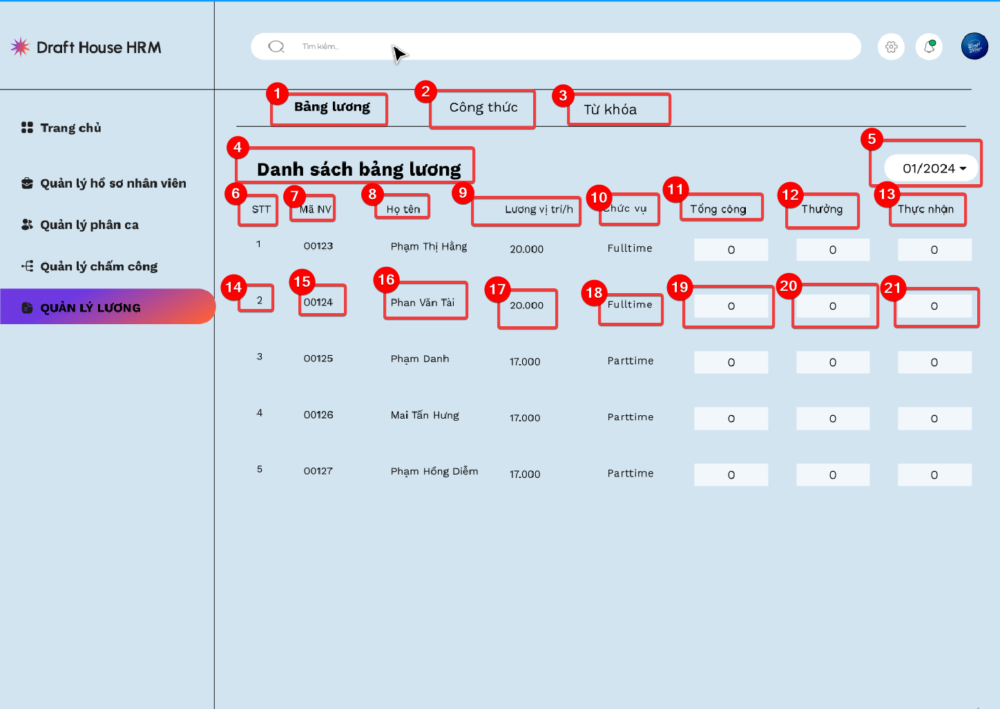 Draft House HRM
Tìm kiếm...
1 Bảng lương 2 Công thức 3 Từ khóa
Trang chủ
Quản lý hồ sơ nhân viên
Quản lý phân ca
Quản lý chấm công
QUẢN LÝ LƯƠNG
4 Danh sách bảng lương 5 01/2024
6 STT 7 Mã NV 8 Họ tên 9 Lương vị trí/h 10 Chức vụ 11 Tổng công 12 Thưởng 13 Thực nhận
1 00123 Phạm Thị Hằng 20.000 Fulltime 0 0 0
14 2 15 00124 16 Phan Văn Tài 17 20.000 18 Fulltime 19 0 20 0 21 0
3 00125 Phạm Danh 17.000 Parttime 0 0 0
4 00126 Mai Tấn Hưng 17.000 Parttime 0 0 0
5 00127 Phạm Hồng Diễm 17.000 Parttime 0 0 0